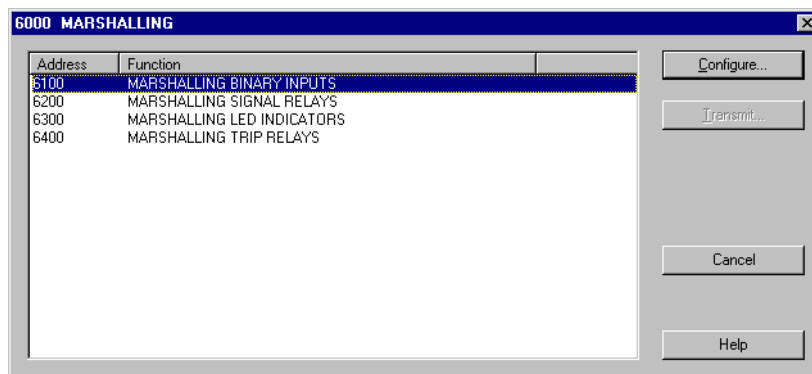 6000 MARSHALLING
Address Function
6100 MARSHALLING BINARY INPUTS
6200 MARSHALLING SIGNAL RELAYS
6300 MARSHALLING LED INDICATORS
6400 MARSHALLING TRIP RELAYS
Configure...
Transmit...
Cancel
Help